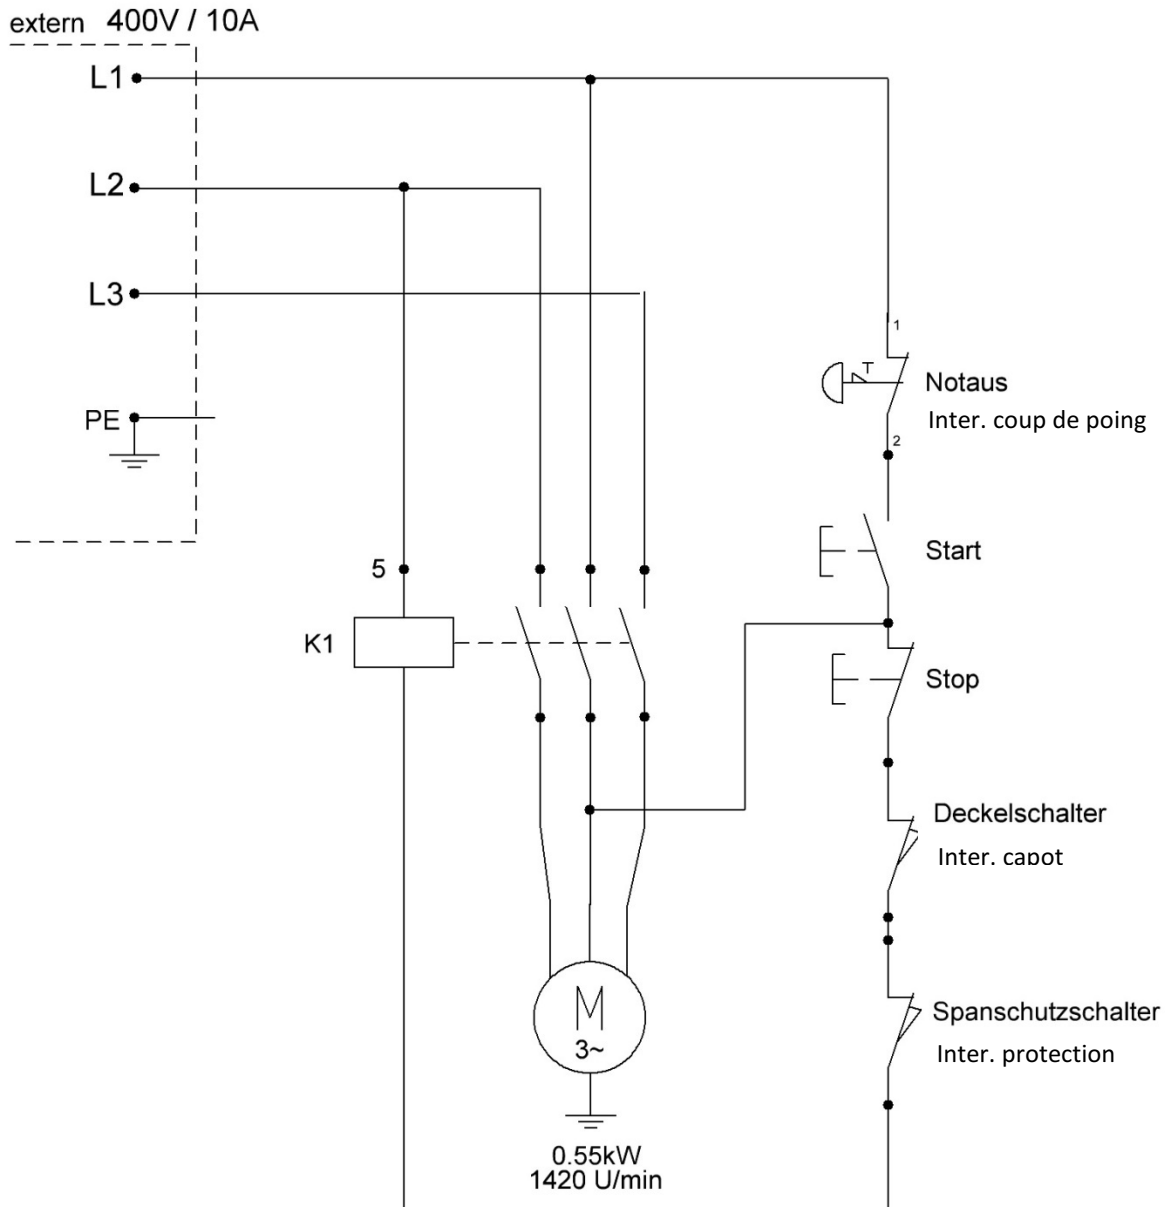 extern 400V / 10A
L1
L2
L3
PE
1
T
Notaus
Inter. coup de poing
2
Start
5
K1
Stop
Deckelschalter
Inter. capot
M
3~
Spanschutzschalter
Inter. protection
0.55kW
1420 U/min